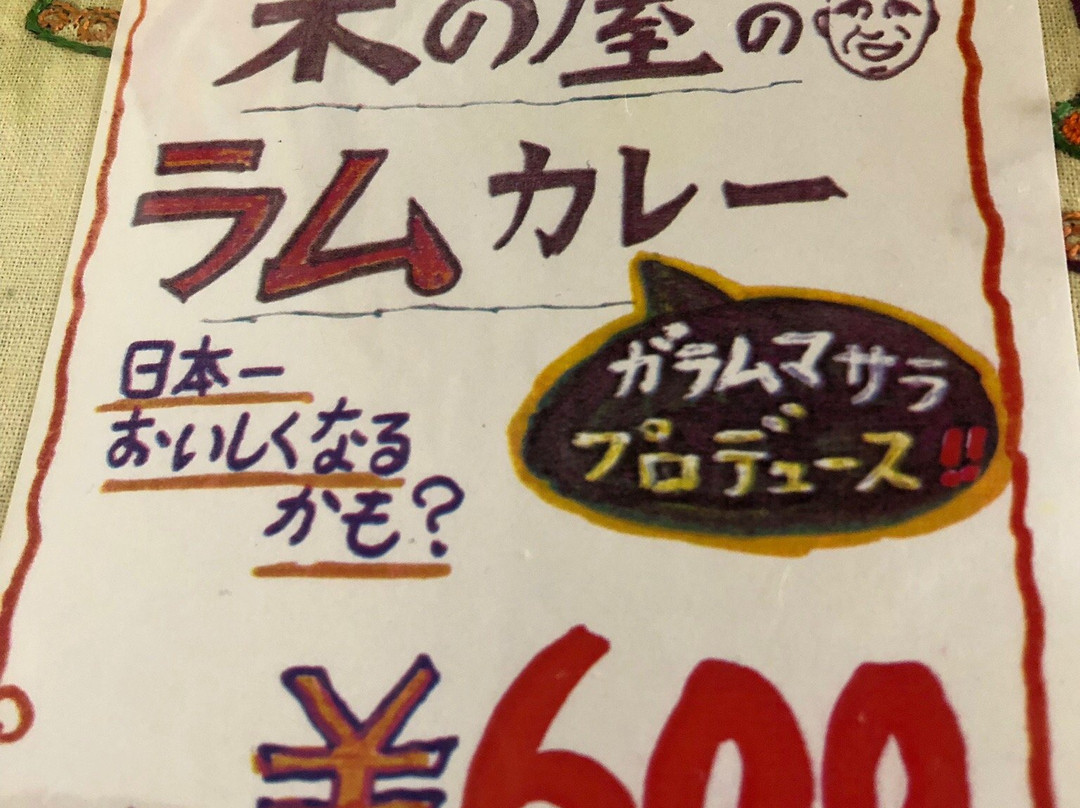 木の屋の
ラムカレー
ガラムマサラ
プロデュース!!
日本一
おいしくなる
かも?
¥600